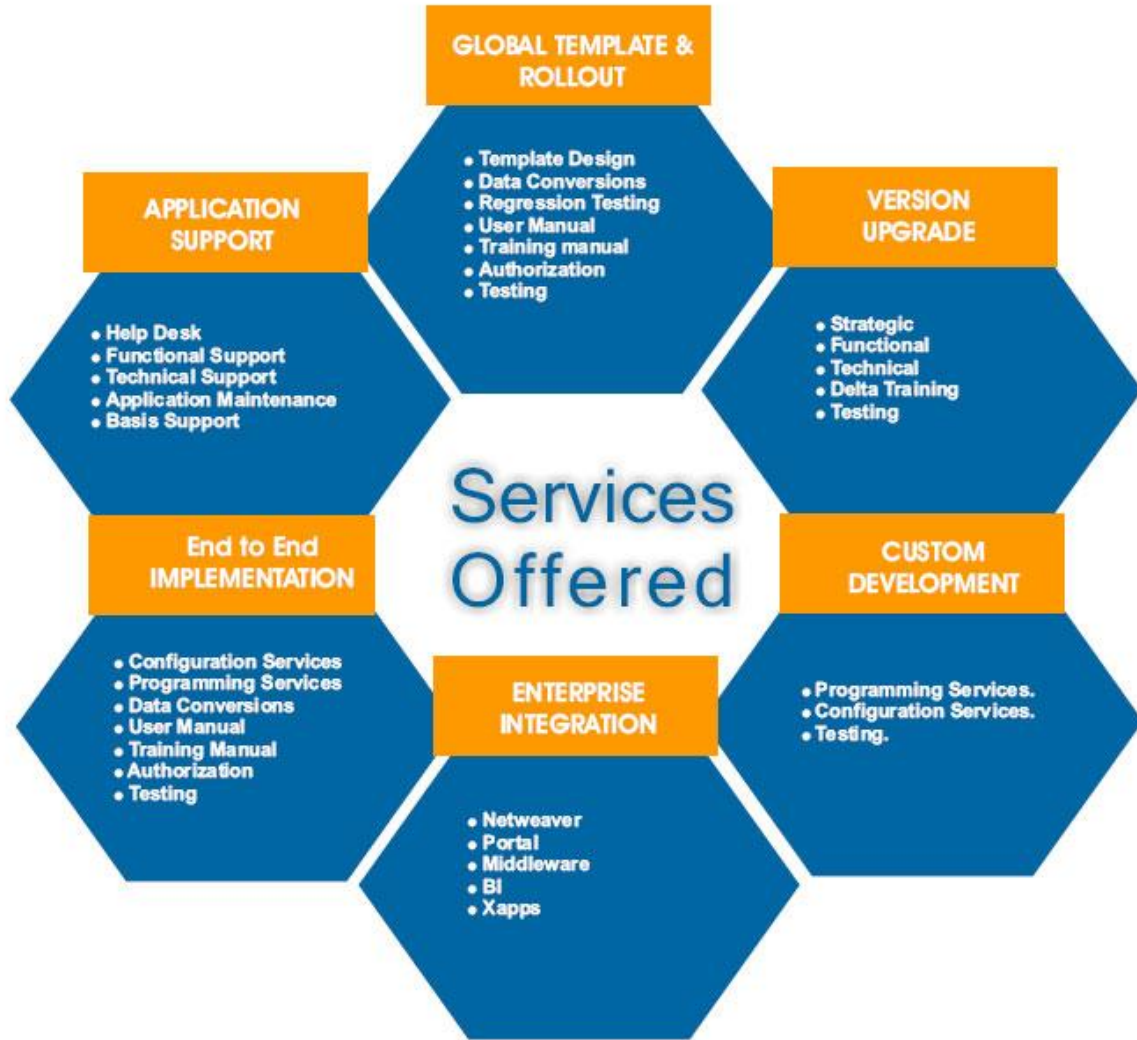 GLOBAL TEMPLATE &
ROLLOUT
• Template Design
• Data Conversions
• Regression Testing
• User Manual
• Training manual
• Authorization
• Testing
APPLICATION
SUPPORT
• Help Desk
• Functional Support
• Technical Support
• Application Maintenance
• Basis Support
VERSION
UPGRADE
• Strategic
• Functional
• Technical
• Delta Training
• Testing
Services
Offered
End to End
IMPLEMENTATION
• Configuration Services
• Programming Services
• Data Conversions
• User Manual
• Training Manual
• Authorization
• Testing
ENTERPRISE
INTEGRATION
• Netweaver
• Portal
• Middleware
• BI
• Xapps
CUSTOM
DEVELOPMENT
• Programming Services.
• Configuration Services.
• Testing.